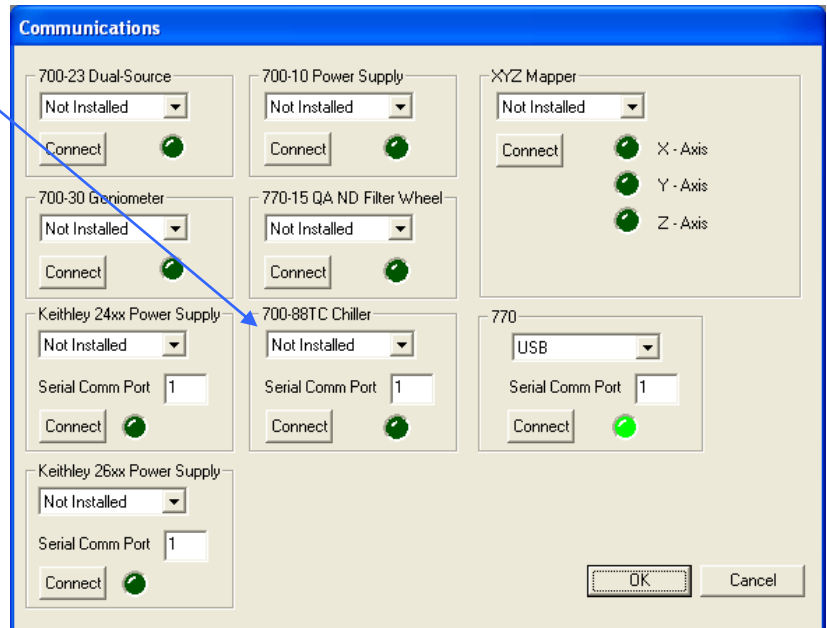 Communications
700-23 Dual-Source
Not Installed
Connect
700-10 Power Supply
Not Installed
Connect
XYZ Mapper
Not Installed
Connect
X - Axis
Y - Axis
Z - Axis
700-30 Goniometer
Not Installed
Connect
770-15 QA ND Filter Wheel
Not Installed
Connect
Keithley 24xx Power Supply
Not Installed
Serial Comm Port 1
Connect
700-88TC Chiller
Not Installed
Serial Comm Port 1
Connect
770
USB
Serial Comm Port 1
Connect
Keithley 26xx Power Supply
Not Installed
Serial Comm Port 1
Connect
OK
Cancel